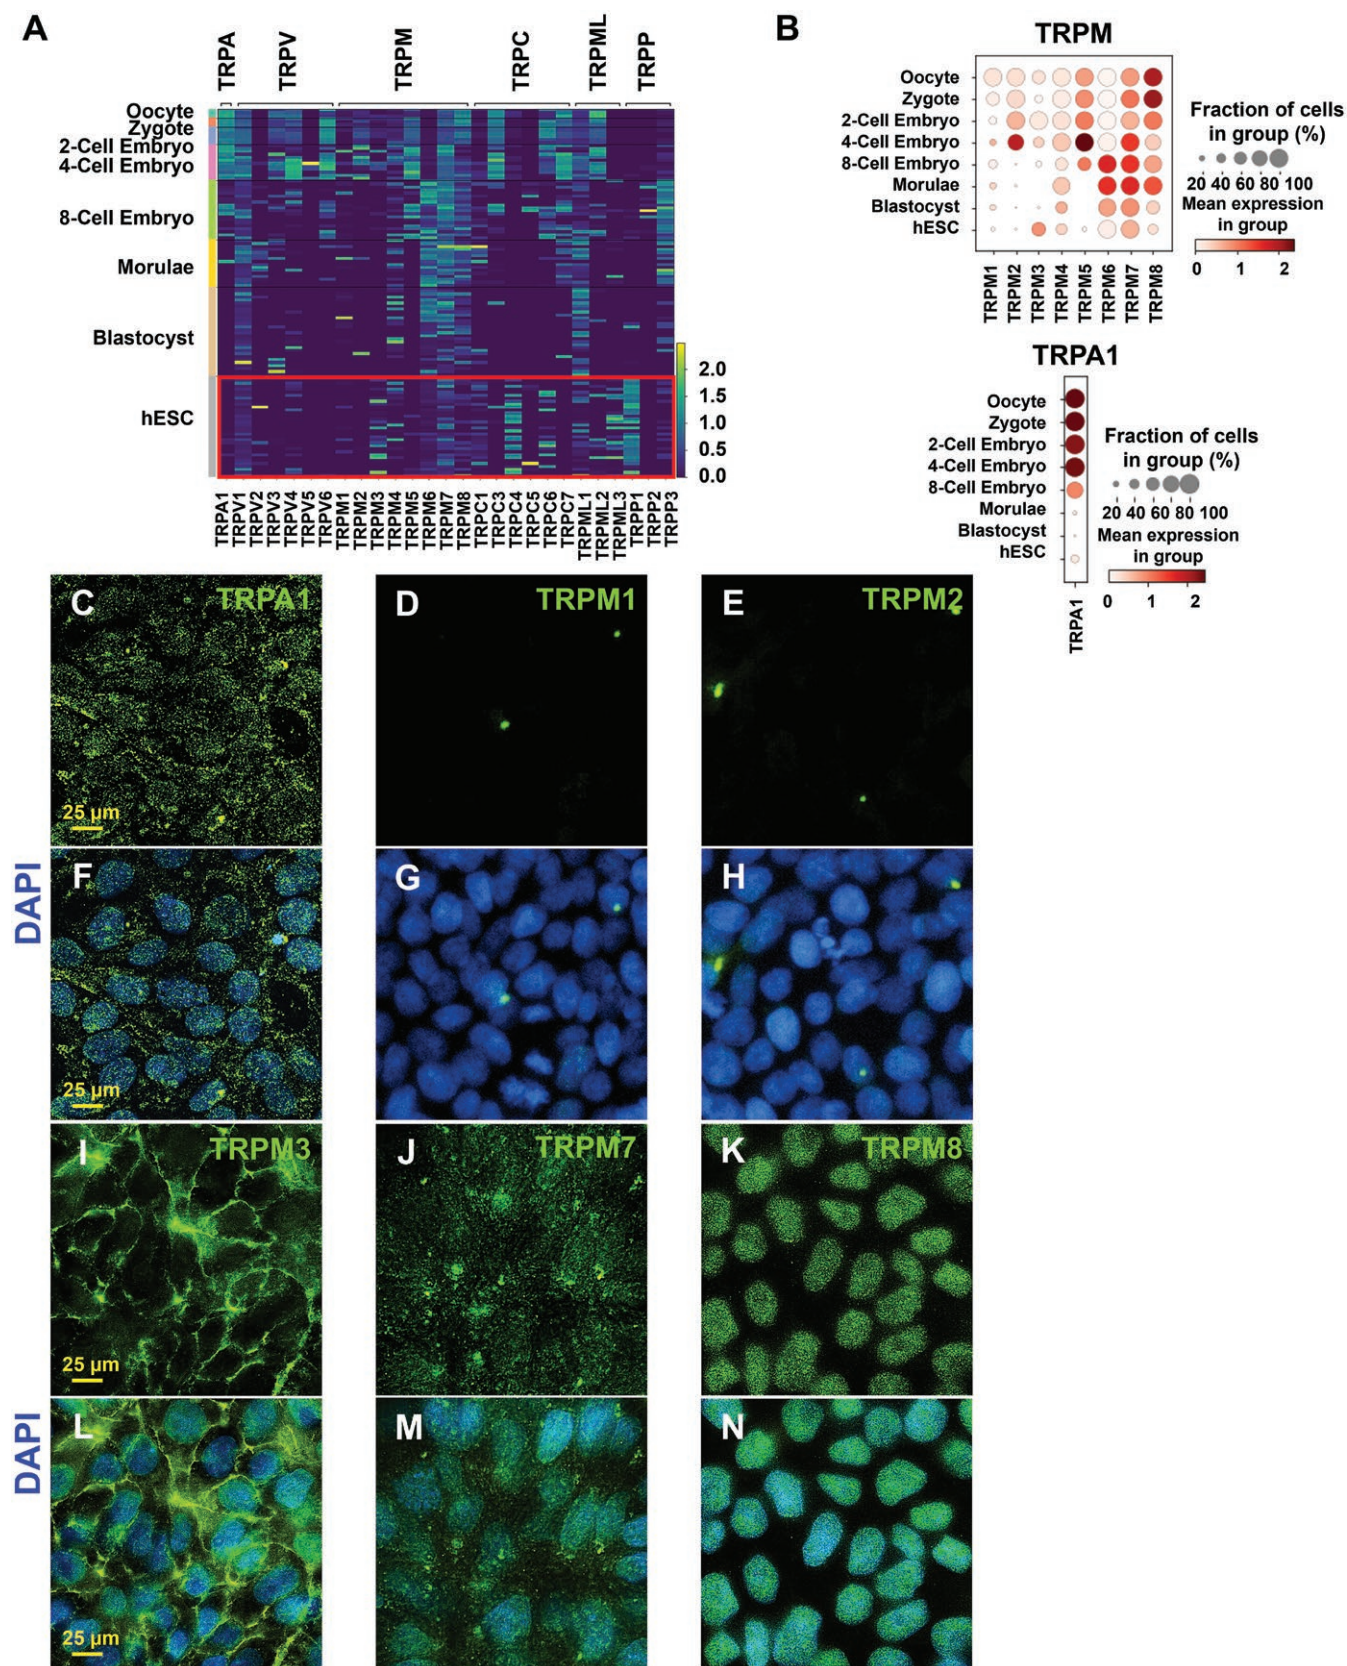 A
TRPA
TRPV
TRPM
TRPC
TRPML
TRPP
Oocyte
Zygote
2-Cell Embryo
4-Cell Embryo
8-Cell Embryo
Morulae
Blastocyst
hESC
2.0
1.5
1.0
0.5
0.0
TRPA1
TRPV1
TRPV2
TRPV3
TRPV4
TRPV5
TRPV6
TRPM1
TRPM2
TRPM3
TRPM4
TRPM5
TRPM6
TRPM7
TRPM8
TRPC1
TRPC3
TRPC4
TRPC5
TRPC6
TRPC7
TRPML1
TRPML2
TRPML3
TRPP1
TRPP2
TRPP3
B
TRPM
Oocyte
Zygote
2-Cell Embryo
4-Cell Embryo
8-Cell Embryo
Morulae
Blastocyst
hESC
TRPM1
TRPM2
TRPM3
TRPM4
TRPM5
TRPM6
TRPM7
TRPM8
Fraction of cells
in group (%)
20 40 60 80 100
Mean expression
in group
0 1 2
TRPA1
Oocyte
Zygote
2-Cell Embryo
4-Cell Embryo
8-Cell Embryo
Morulae
Blastocyst
hESC
TRPA1
Fraction of cells
in group (%)
20 40 60 80 100
Mean expression
in group
0 1 2
C TRPA1
25 µm
D TRPM1
E TRPM2
DAPI
F
25 µm
G
H
I TRPM3
25 µm
J TRPM7
K TRPM8
DAPI
L
25 µm
M
N